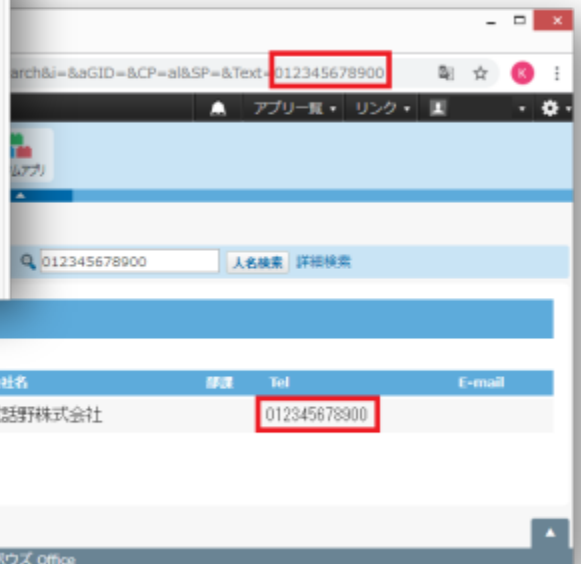 arch&i=&aGID=&CP=al&SP=&Text=012345678900
K
アプリ一覧 リンク
ムアプリ
012345678900 人名検索 詳細検索
社名 部課 Tel E-mail
話野株式会社 012345678900
ボウズ Office